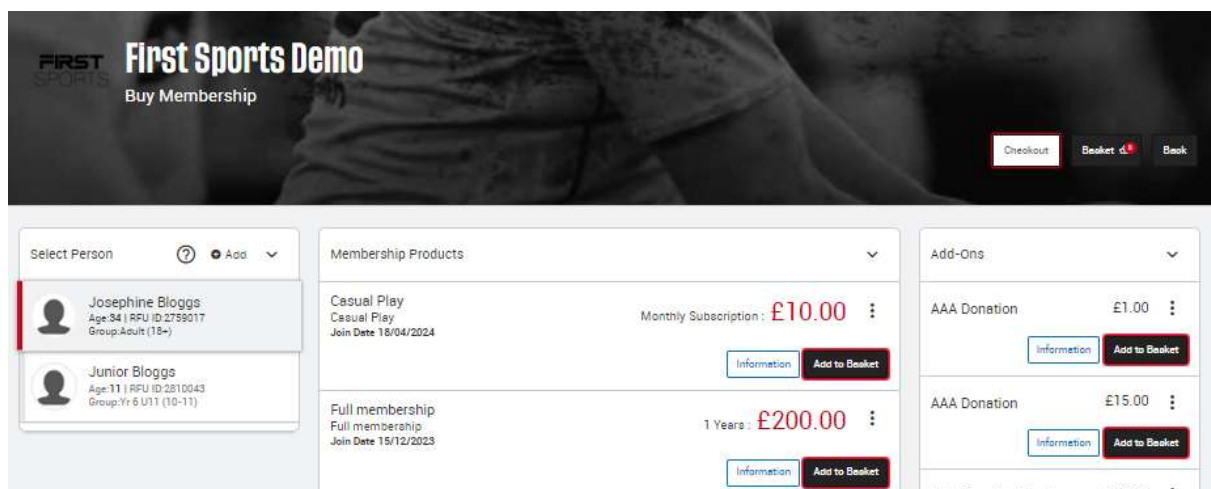 FIRST
SPORTS
First Sports Demo
Buy Membership
Checkout
Basket
Back
Select Person
Add
Josephine Bloggs
Age:34 | RFU ID:2759017
Group:Adult (18+)
Junior Bloggs
Age:11 | RFU ID:2810043
Group:Yr 6 U11 (10-11)
Membership Products
Casual Play
Casual Play
Join Date 18/04/2024
Monthly Subscription : £10.00
Information
Add to Basket
Full membership
Full membership
Join Date 15/12/2023
1 Years : £200.00
Information
Add to Basket
Add-Ons
AAA Donation
£1.00
Information
Add to Basket
AAA Donation
£15.00
Information
Add to Basket